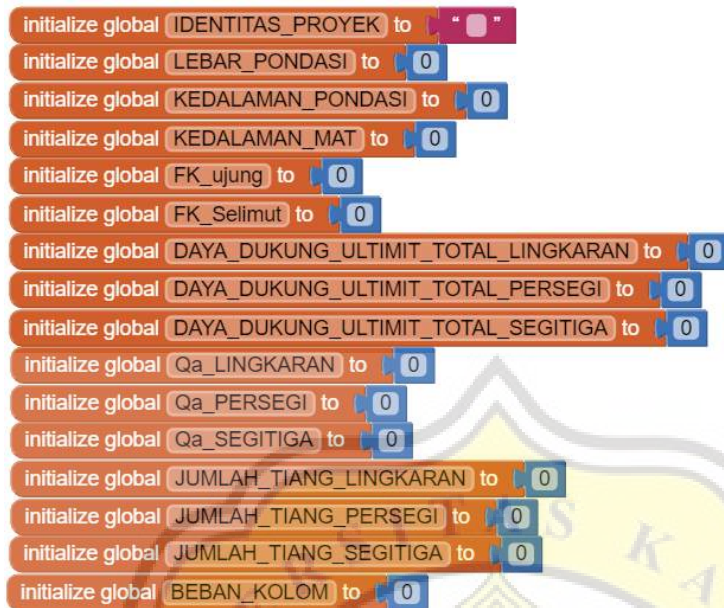 initialize global IDENTITAS_PROYEK to " "
initialize global LEBAR_PONDASI to 0
initialize global KEDALAMAN_PONDASI to 0
initialize global KEDALAMAN_MAT to 0
initialize global FK_ujung to 0
initialize global FK_Selimut to 0
initialize global DAYA_DUKUNG_ULTIMIT_TOTAL_LINGKARAN to 0
initialize global DAYA_DUKUNG_ULTIMIT_TOTAL_PERSEGI to 0
initialize global DAYA_DUKUNG_ULTIMIT_TOTAL_SEGITIGA to 0
initialize global Qa_LINGKARAN to 0
initialize global Qa_PERSEGI to 0
initialize global Qa_SEGITIGA to 0
initialize global JUMLAH_TIANG_LINGKARAN to 0
initialize global JUMLAH_TIANG_PERSEGI to 0
initialize global JUMLAH_TIANG_SEGITIGA to 0
initialize global BEBAN_KOLOM to 0